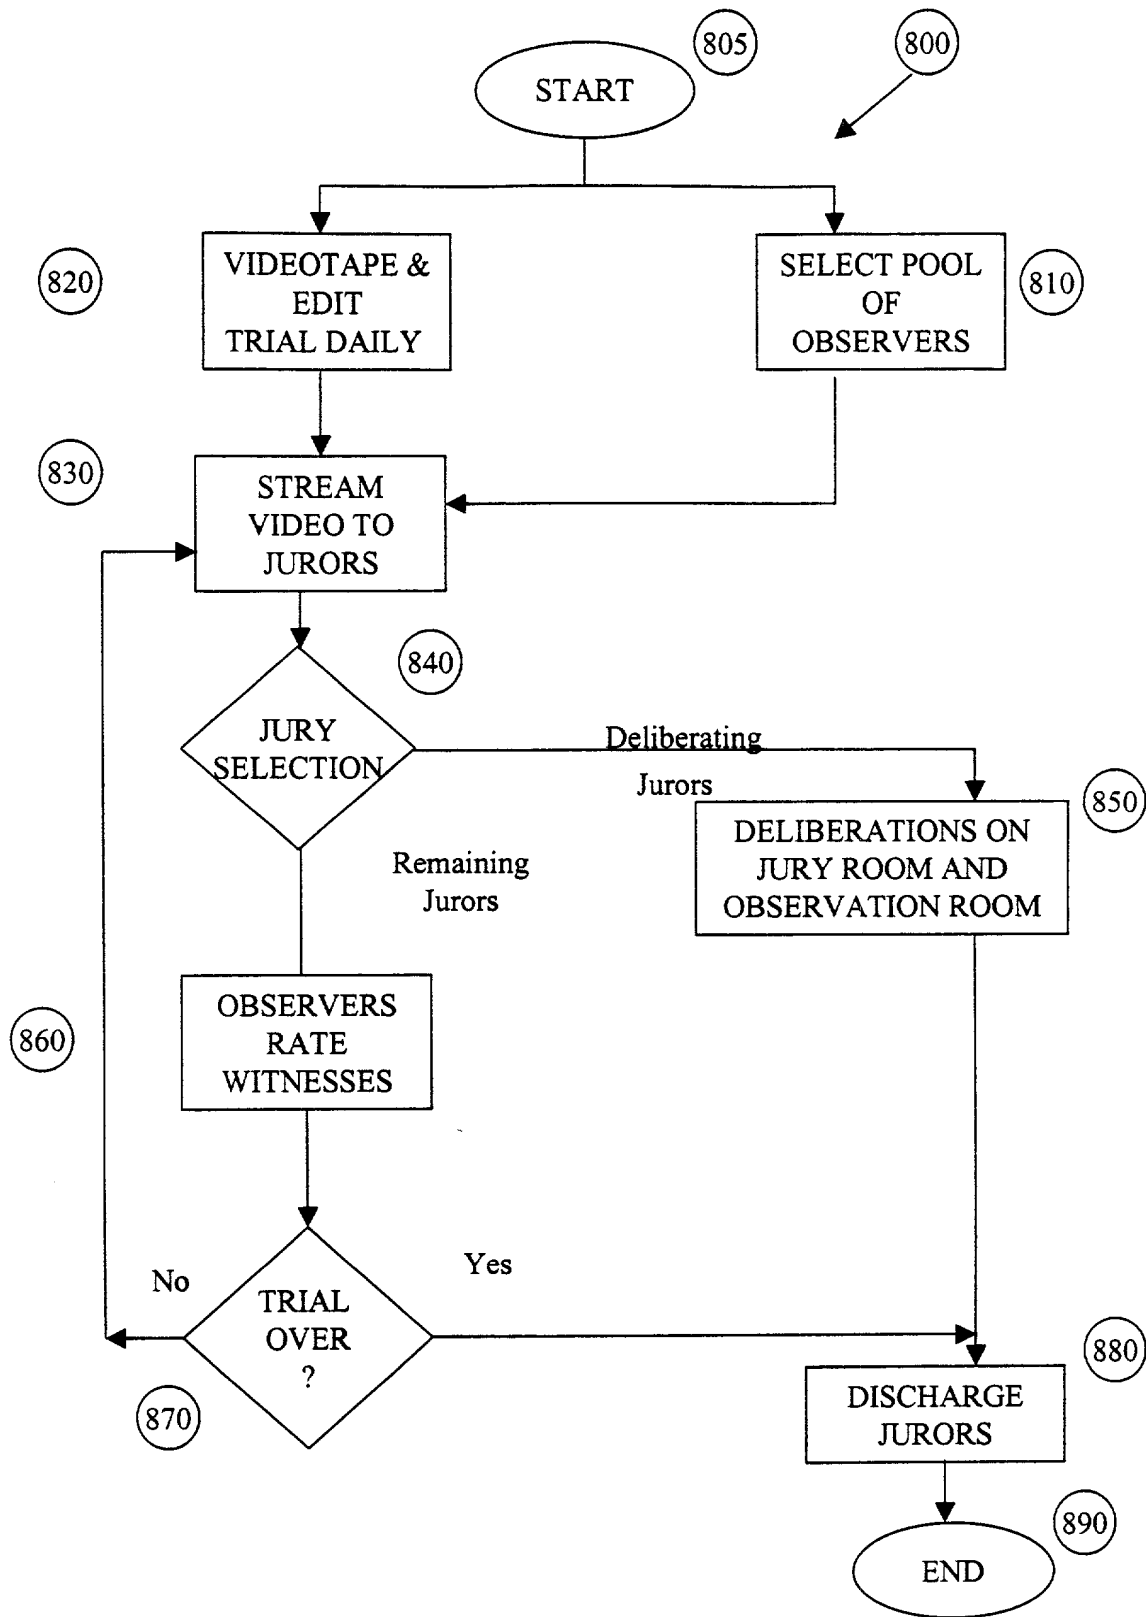 805
800
START
820
VIDEOTAPE &
EDIT
TRIAL DAILY
SELECT POOL
OF
OBSERVERS
810
830
STREAM
VIDEO TO
JURORS
840
JURY
SELECTION
Deliberating
Jurors
850
DELIBERATIONS ON
JURY ROOM AND
OBSERVATION ROOM
Remaining
Jurors
860
OBSERVERS
RATE
WITNESSES
No
Yes
TRIAL
OVER
?
870
880
DISCHARGE
JURORS
890
END